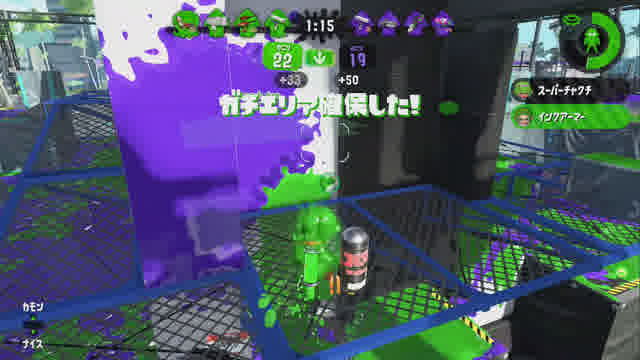 1:15
22
19
+33
+50
ガチエリア確保した!
スーパーチャクチ
インクアーマー
カモン
ナイス